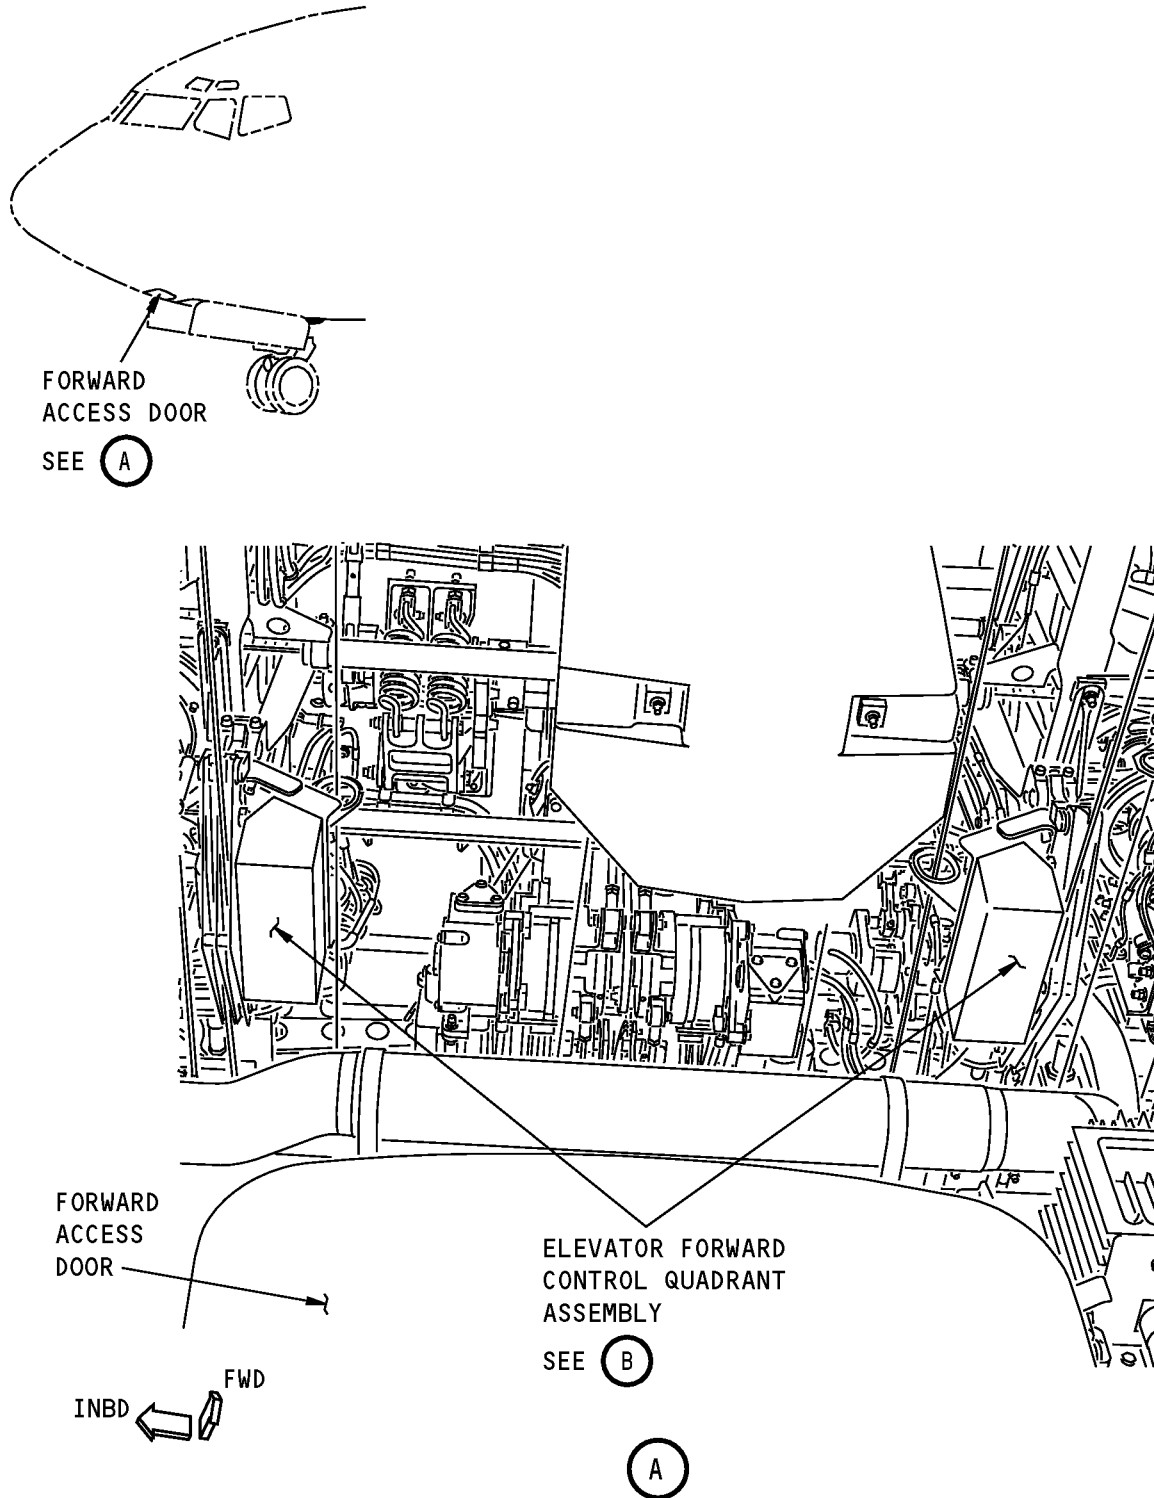 FORWARD
ACCESS DOOR
SEE A
FORWARD
ACCESS
DOOR
ELEVATOR FORWARD
CONTROL QUADRANT
ASSEMBLY
SEE B
FWD
INBD
A